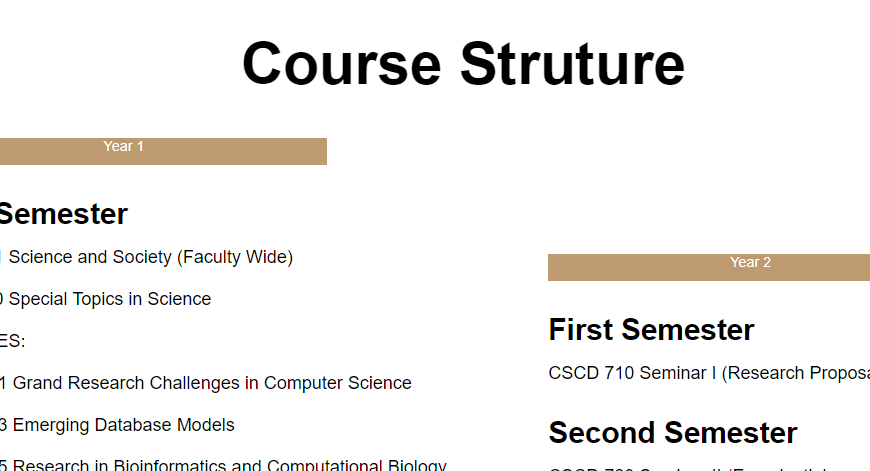 Course Struture
Year 1
Semester
Science and Society (Faculty Wide)
Special Topics in Science
ES:
1 Grand Research Challenges in Computer Science
3 Emerging Database Models
5 Research in Bioinformatics and Computational Biology
Year 2
First Semester
CSCD 710 Seminar I (Research Proposa
Second Semester